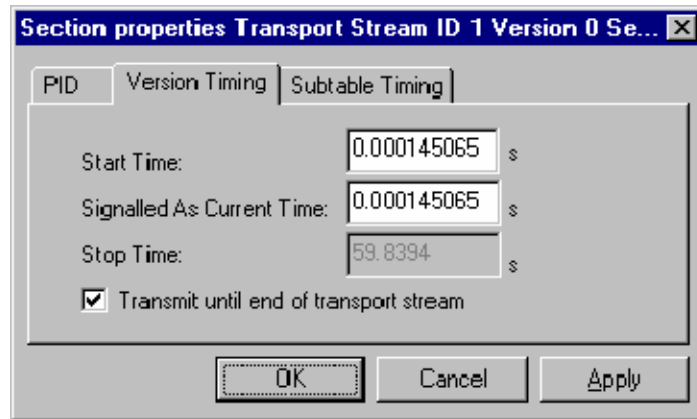 Section properties Transport Stream ID 1 Version 0 Se...
PID Version Timing Subtable Timing
Start Time: 0.000145065 s
Signalled As Current Time: 0.000145065 s
Stop Time: 59.8394 s
Transmit until end of transport stream
OK Cancel Apply